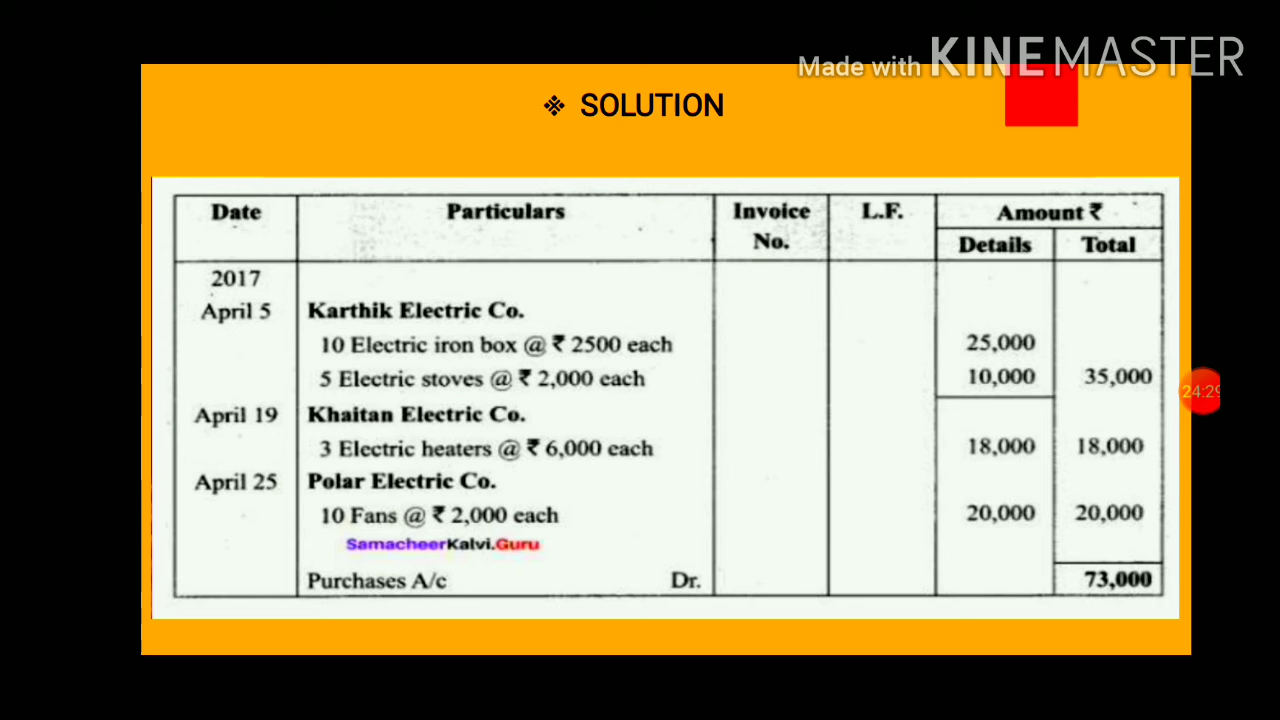 Made with KINEMASTER
❖ SOLUTION
Date Particulars Invoice No. L.F. Amount ₹
Details Total
2017
April 5 Karthik Electric Co.
10 Electric iron box @ ₹ 2500 each 25,000
5 Electric stoves @ ₹ 2,000 each 10,000 35,000
24:29
April 19 Khaitan Electric Co.
3 Electric heaters @ ₹ 6,000 each 18,000 18,000
April 25 Polar Electric Co.
10 Fans @ ₹ 2,000 each 20,000 20,000
SamacheerKalvi.Guru
Purchases A/c Dr. 73,000